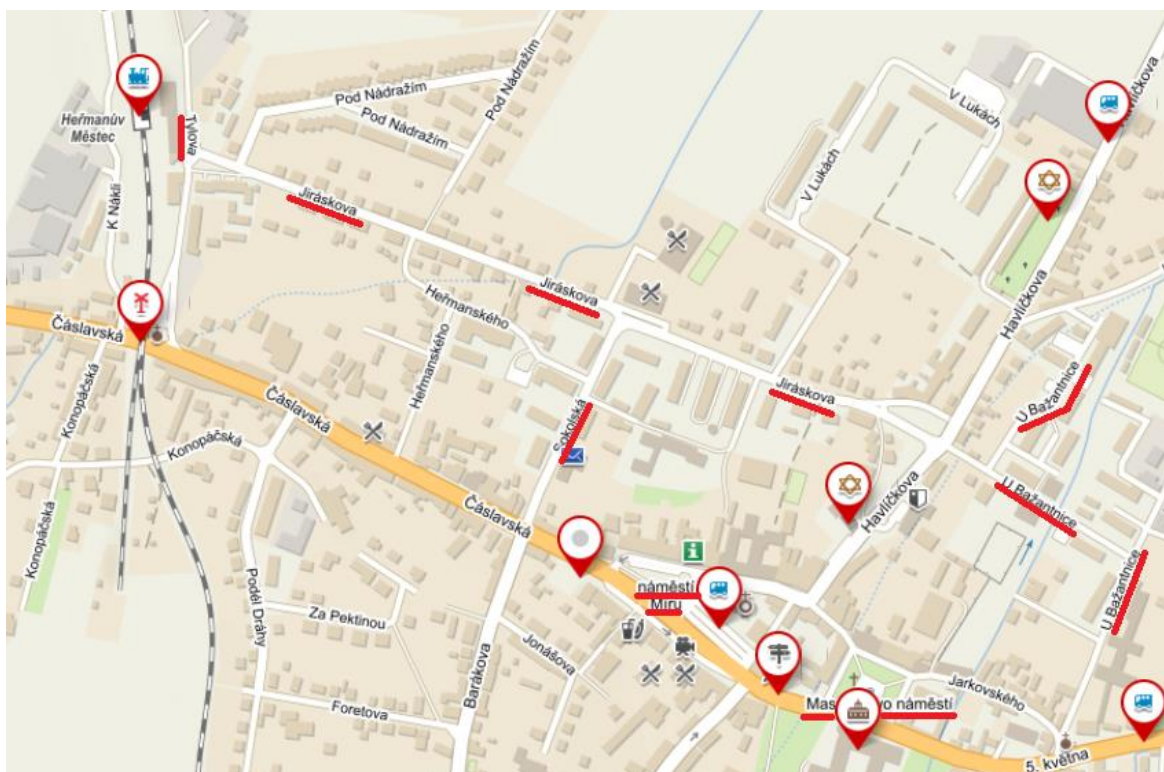 Heřmanův
Městec
Tylova
K Nákli
Pod Nádražím
Pod Nádražím
Pod Nádražím
V Lukách
V Lukách
Jiráskova
Jiráskova
Jiráskova
Heřmanského
Heřmanského
Havlíčkova
Havlíčkova
U Bažantnice
U Bažantnice
U Bažantnice
Čáslavská
Čáslavská
Čáslavská
Konopáčská
Konopáčská
Konopáčská
Sokolská
Podél Dráhy
Za Pektinou
Foretova
Jonášova
Barákova
náměstí
Míru
Jarkovského
náměstí
5. května